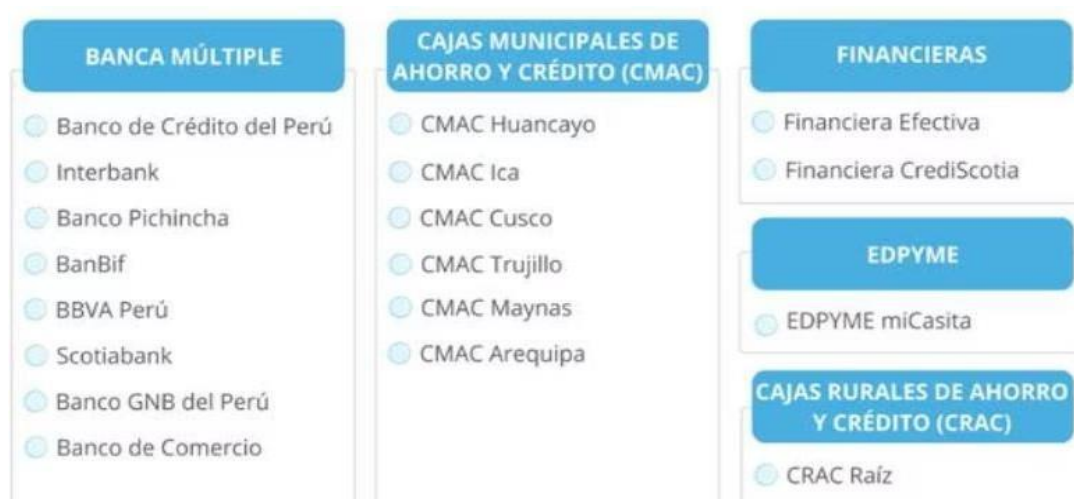 BANCA MÚLTIPLE
Banco de Crédito del Perú
Interbank
Banco Pichincha
BanBif
BBVA Perú
Scotiabank
Banco GNB del Perú
Banco de Comercio
CAJAS MUNICIPALES DE
AHORRO Y CRÉDITO (CMAC)
CMAC Huancayo
CMAC Ica
CMAC Cusco
CMAC Trujillo
CMAC Maynas
CMAC Arequipa
FINANCIERAS
Financiera Efectiva
Financiera CrediScotia
EDPYME
EDPYME miCasita
CAJAS RURALES DE AHORRO
Y CRÉDITO (CRAC)
CRAC Raíz